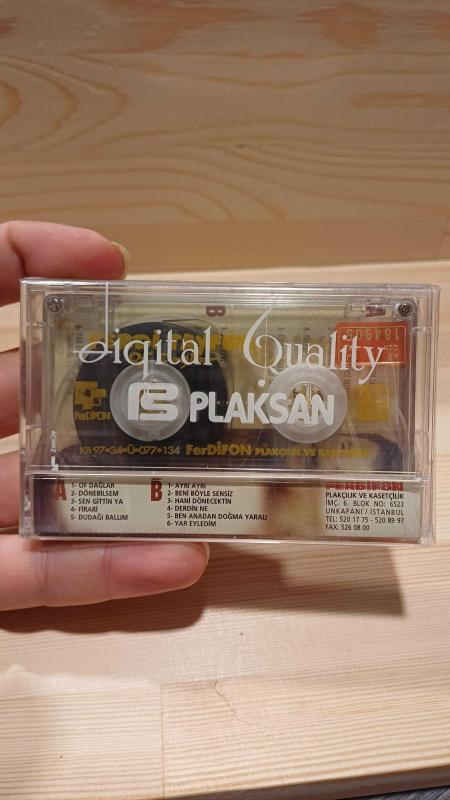 B
A
184905
Digital Quality
PLAKSAN
FerDİFON
KB 97•34•Ü•077•134 FerDİFON PLAKÇILIK VE KASETÇİLİK
AÇINIZ
A
1- OF DAĞLAR
2- DÖNEBİLSEM
3- SEN GİTTİN YA
4- FİRARİ
5- DUDAĞI BALLIM
B
1- AYRI AYRI
2- BENİ BÖYLE SENSİZ
3- HANİ DÖNECEKTİN
4- DERDİN NE
5- BEN ANADAN DOĞMA YARALI
6- YAR EYLEDİM
FERDİFON
PLAKÇILIK VE KASETÇİLİK
İMÇ. 6. BLOK NO: 6523
UNKAPANI / İSTANBUL
TEL: 520 17 75 - 520 89 97
FAX: 526 08 00